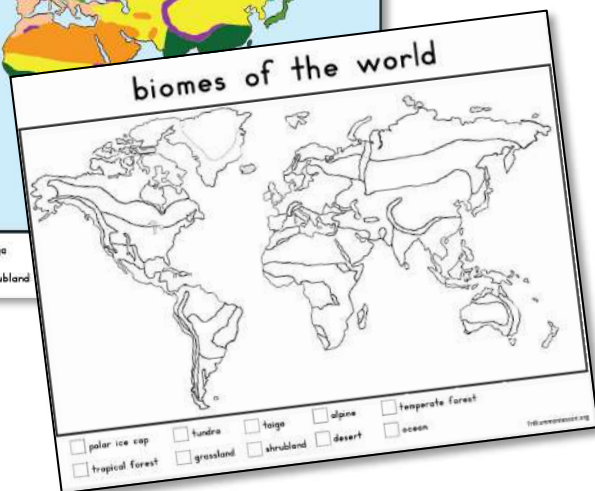 biomes of the world
polar ice cap
tundra
taiga
alpine
temperate forest
tropical forest
grassland
shrubland
desert
ocean